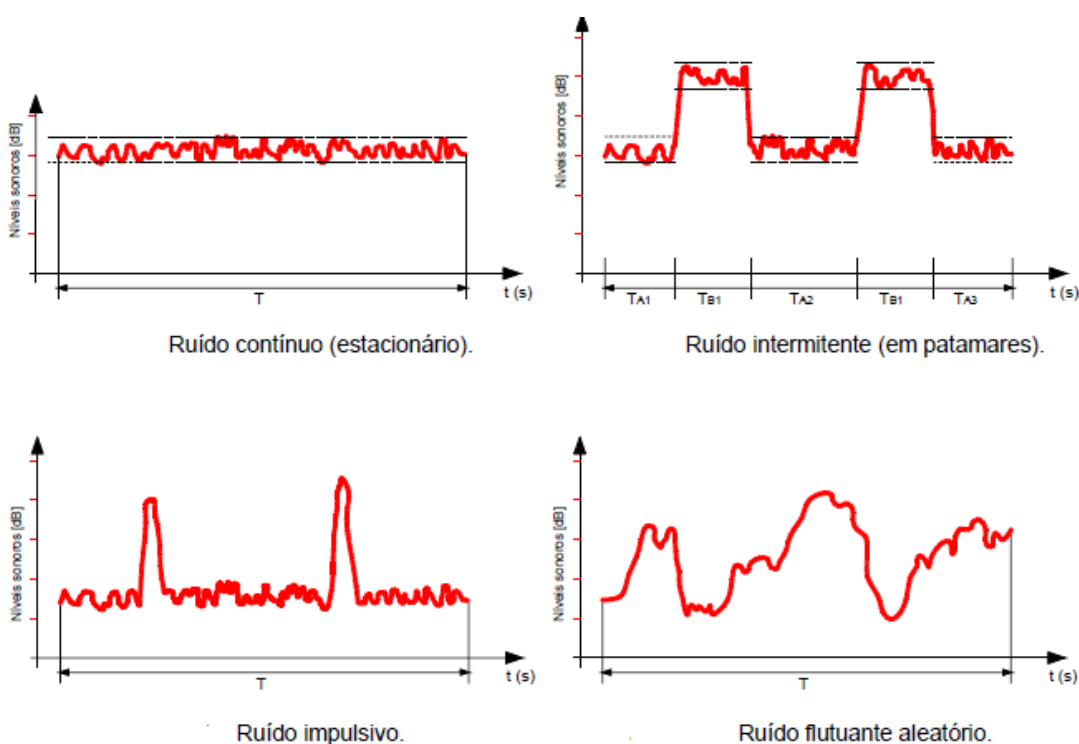 Níveis sonoros [dB]
T
t (s)
Ruído contínuo (estacionário).
Níveis sonoros [dB]
TA1 TB1 TA2 TB1 TA3
t (s)
Ruído intermitente (em patamares).
Níveis sonoros [dB]
T
t (s)
Ruído impulsivo.
Níveis sonoros [dB]
T
t (s)
Ruído flutuante aleatório.